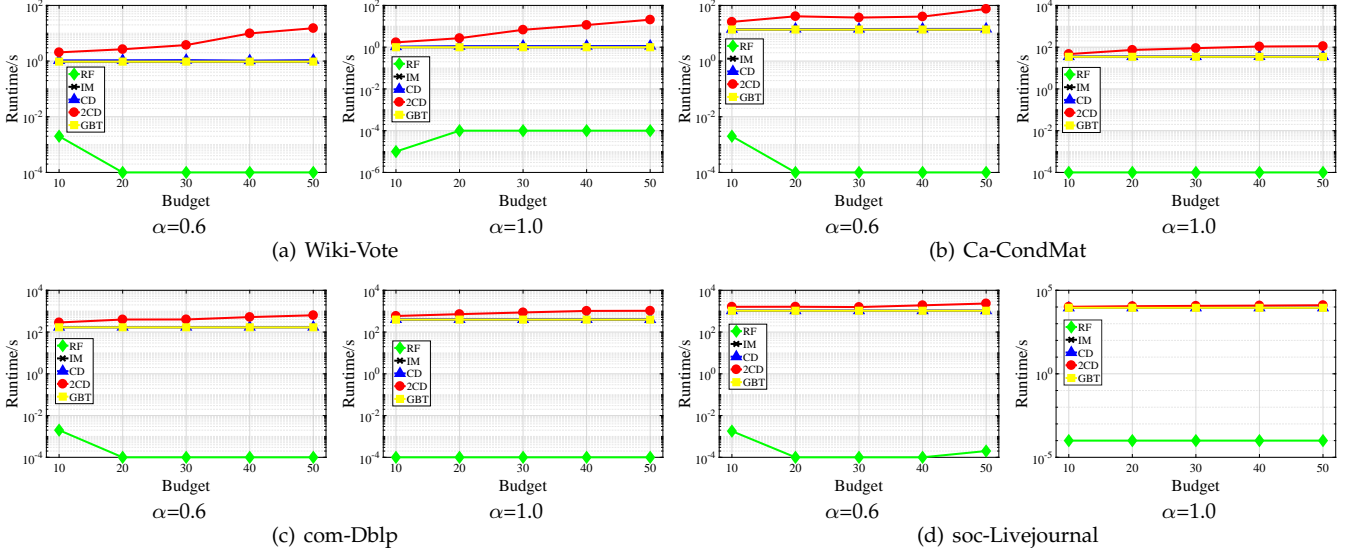 Runtime/s
10^2
10^0
10^-2
10^-4
RF
IM
CD
2CD
GBT
10 20 30 40 50
Budget
α=0.6
Runtime/s
10^2
10^0
10^-2
10^-4
10^-6
RF
IM
CD
2CD
GBT
10 20 30 40 50
Budget
α=1.0
(a) Wiki-Vote
Runtime/s
10^2
10^0
10^-2
10^-4
RF
IM
CD
2CD
GBT
10 20 30 40 50
Budget
α=0.6
Runtime/s
10^4
10^2
10^0
10^-2
10^-4
RF
IM
CD
2CD
GBT
10 20 30 40 50
Budget
α=1.0
(b) Ca-CondMat
Runtime/s
10^4
10^2
10^0
10^-2
10^-4
RF
IM
CD
2CD
GBT
10 20 30 40 50
Budget
α=0.6
Runtime/s
10^4
10^2
10^0
10^-2
10^-4
RF
IM
CD
2CD
GBT
10 20 30 40 50
Budget
α=1.0
(c) com-Dblp
Runtime/s
10^4
10^2
10^0
10^-2
10^-4
RF
IM
CD
2CD
GBT
10 20 30 40 50
Budget
α=0.6
Runtime/s
10^5
10^0
10^-5
RF
IM
CD
2CD
GBT
10 20 30 40 50
Budget
α=1.0
(d) soc-Livejournal